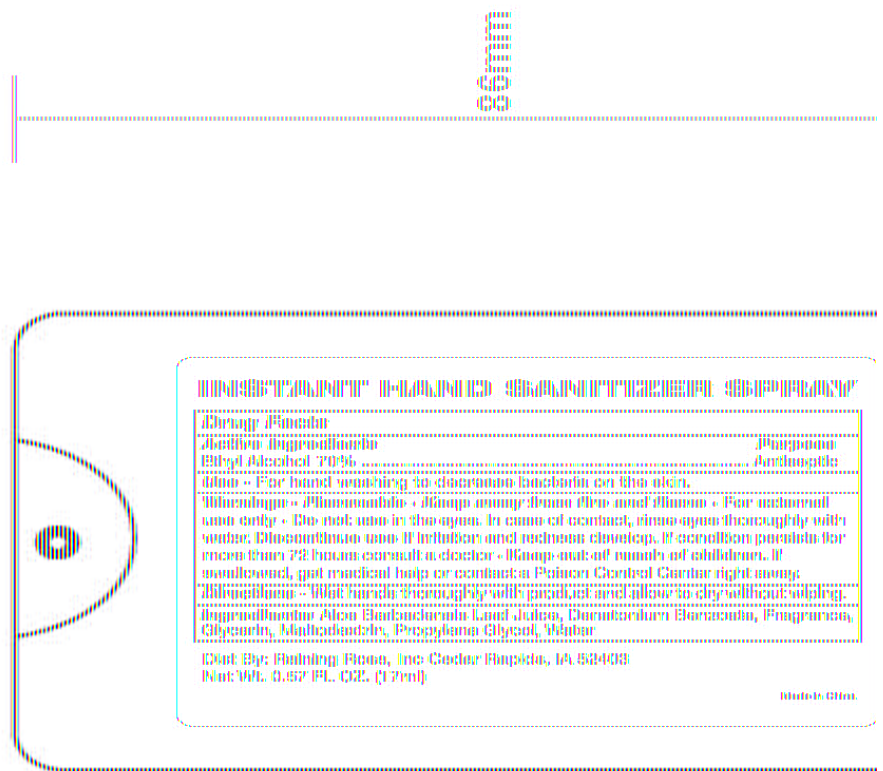 86mm
INSTANT HAND SANITIZER SPRAY
Drug Facts
Active Ingredients Purpose
Ethyl Alcohol 70% Antiseptic
Use - For hand washing to decrease bacteria on the skin.
Warnings - Flammable - Keep away from fire and flames - For external
use only - Do not use in the eyes. In case of contact, rinse eyes thoroughly with
water. Discontinue use if irritation and redness develop. If condition persists for
more than 72 hours consult a doctor - Keep out of reach of children. If
swallowed, get medical help or contact a Poison Control Center right away.
Directions - Wet hands thoroughly with product and allow to dry without wiping.
Ingredients: Aloe Barbadensis Leaf Juice, Denatonium Benzoate, Fragrance,
Glycerin, Maltodextrin, Propylene Glycol, Water
Dist By: Raining Rose, Inc Cedar Rapids, IA 52403
Net Wt. 0.57 FL. OZ. (17ml)